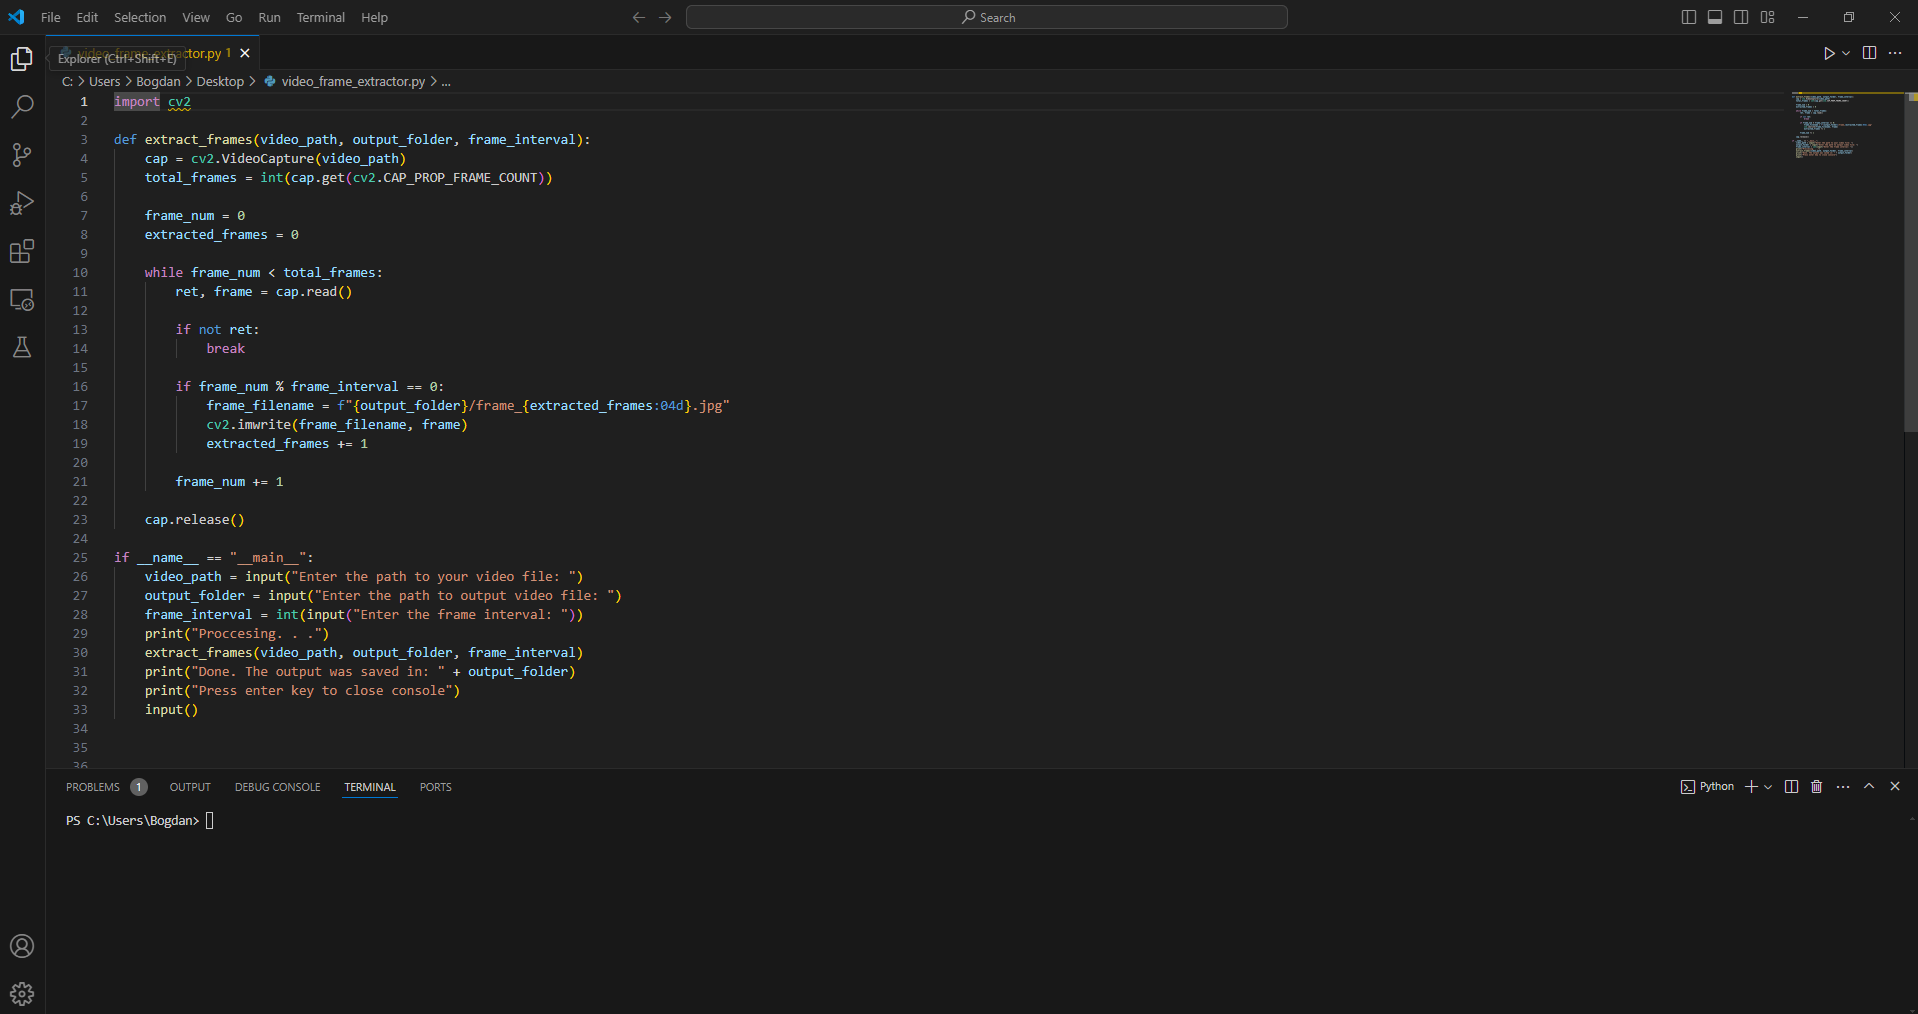 File Edit Selection View Go Run Terminal Help
Search
video_frame_extractor.py 1
Explorer (Ctrl+Shift+E)
C: > Users > Bogdan > Desktop > video_frame_extractor.py > ...
1 import cv2
2
3 def extract_frames(video_path, output_folder, frame_interval):
4 cap = cv2.VideoCapture(video_path)
5 total_frames = int(cap.get(cv2.CAP_PROP_FRAME_COUNT))
6
7 frame_num = 0
8 extracted_frames = 0
9
10 while frame_num < total_frames:
11 ret, frame = cap.read()
12
13 if not ret:
14 break
15
16 if frame_num % frame_interval == 0:
17 frame_filename = f"{output_folder}/frame_{extracted_frames:04d}.jpg"
18 cv2.imwrite(frame_filename, frame)
19 extracted_frames += 1
20
21 frame_num += 1
22
23 cap.release()
24
25 if __name__ == "__main__":
26 video_path = input("Enter the path to your video file: ")
27 output_folder = input("Enter the path to output video file: ")
28 frame_interval = int(input("Enter the frame interval: "))
29 print("Proccesing. . .")
30 extract_frames(video_path, output_folder, frame_interval)
31 print("Done. The output was saved in: " + output_folder)
32 print("Press enter key to close console")
33 input()
34
35
36
PROBLEMS 1 OUTPUT DEBUG CONSOLE TERMINAL PORTS
Python
PS C:\Users\Bogdan>